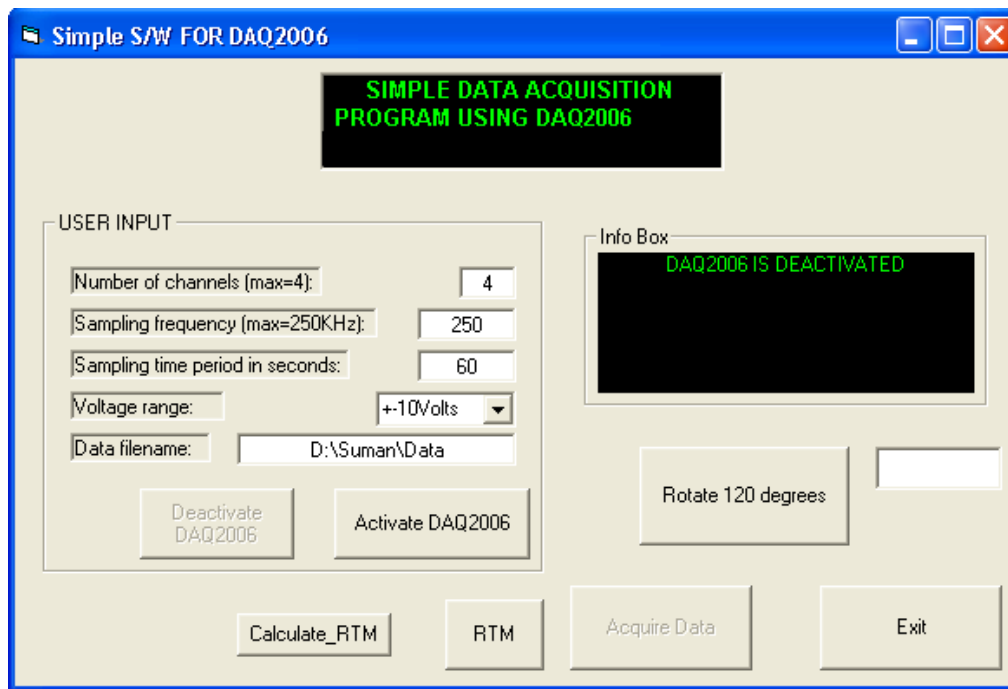 Simple S/W FOR DAQ2006
SIMPLE DATA ACQUISITION
PROGRAM USING DAQ2006
USER INPUT
Number of channels (max=4):
4
Sampling frequency (max=250KHz):
250
Sampling time period in seconds:
60
Voltage range:
+-10Volts
Data filename:
D:\Suman\Data
Deactivate
DAQ2006
Activate DAQ2006
Info Box
DAQ2006 IS DEACTIVATED
Rotate 120 degrees
Calculate_RTM
RTM
Acquire Data
Exit